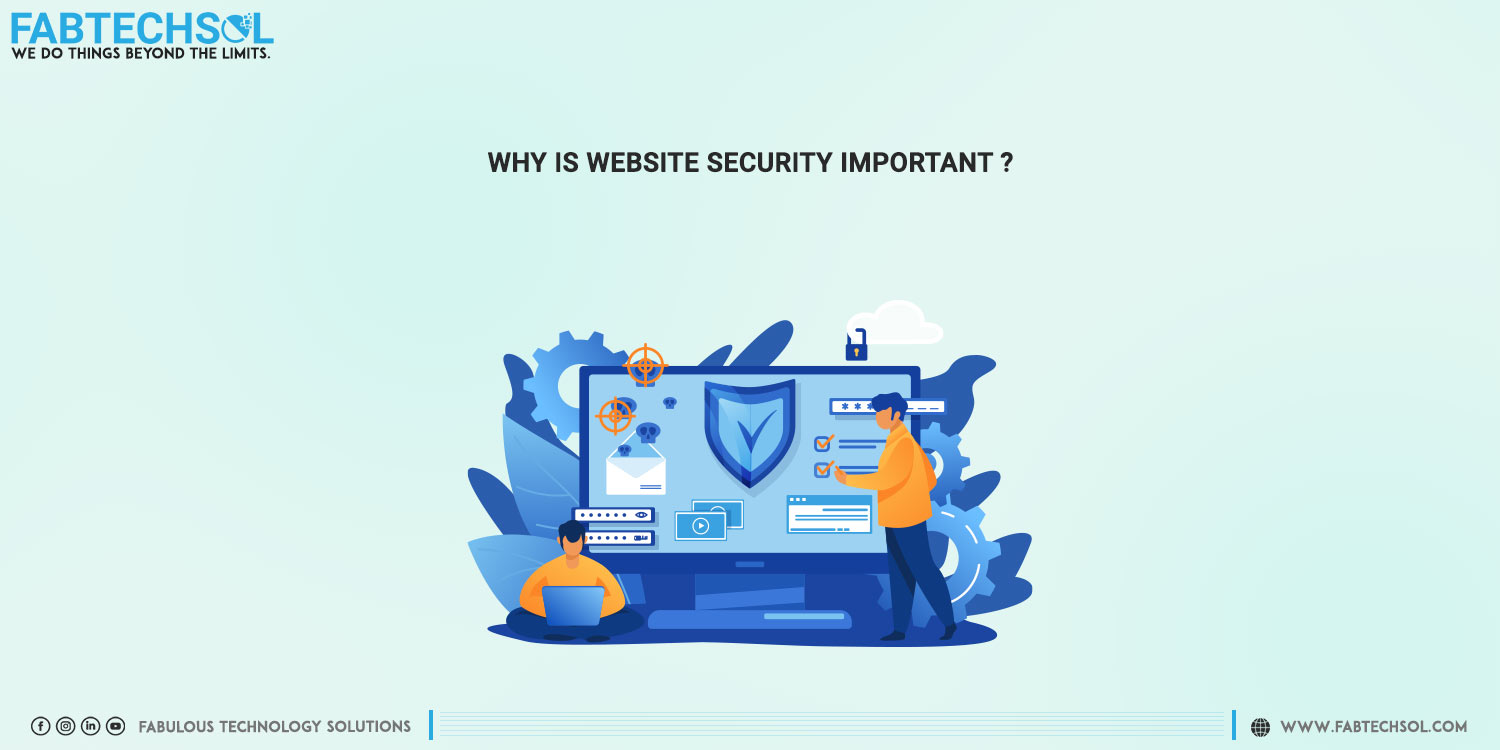 FABTECHSOL
WE DO THINGS BEYOND THE LIMITS.
WHY IS WEBSITE SECURITY IMPORTANT ?
FABULOUS TECHNOLOGY SOLUTIONS
WWW.FABTECHSOL.COM